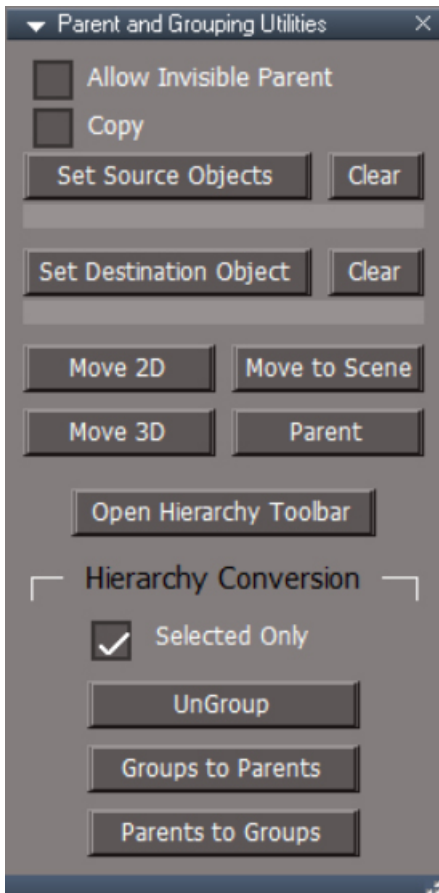 Parent and Grouping Utilities
Allow Invisible Parent
Copy
Set Source Objects Clear
Set Destination Object Clear
Move 2D Move to Scene
Move 3D Parent
Open Hierarchy Toolbar
Hierarchy Conversion
Selected Only
UnGroup
Groups to Parents
Parents to Groups